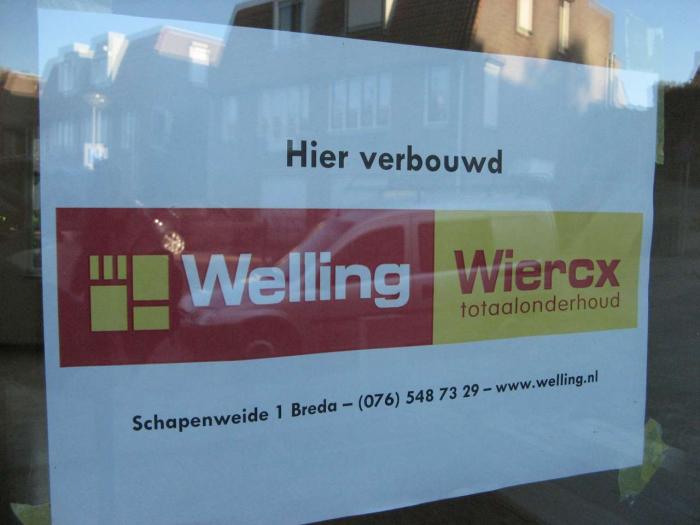 Hier verbouwd
Welling
Wiercx
totaalonderhoud
Schapenweide 1 Breda – (076) 548 73 29 – www.welling.nl